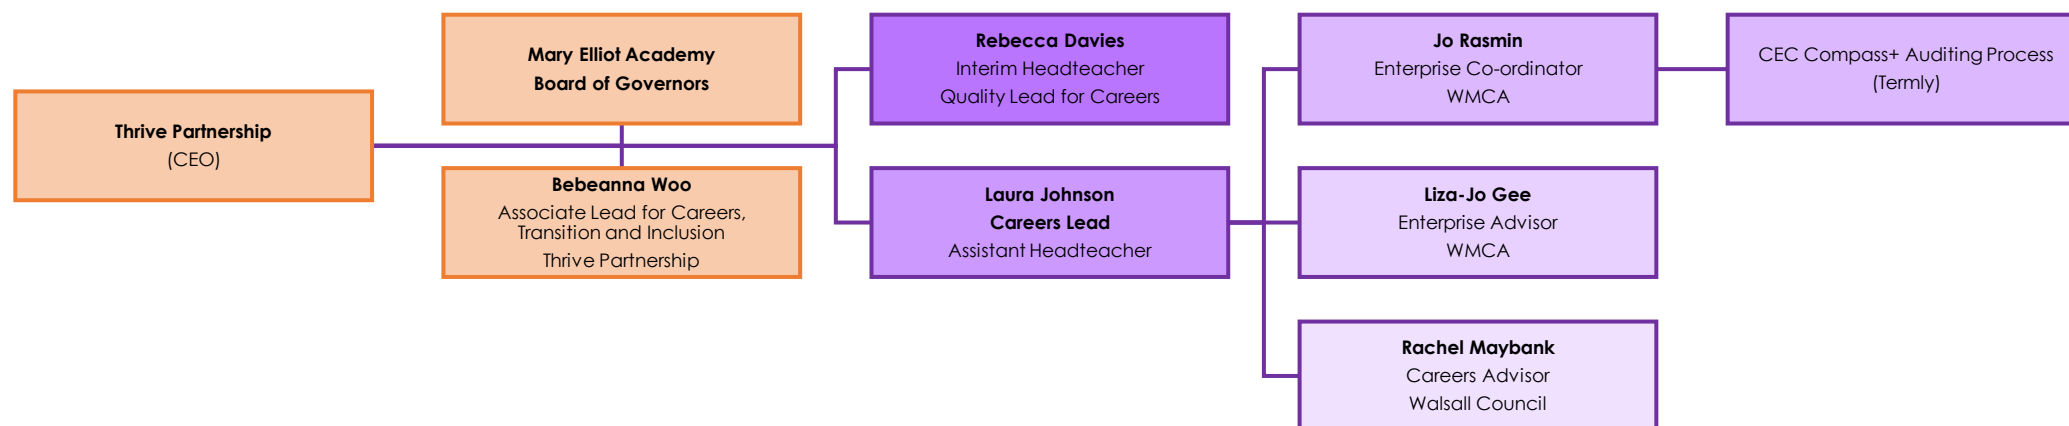 Thrive Partnership
(CEO)
Mary Elliot Academy
Board of Governors
Bebeanna Woo
Associate Lead for Careers,
Transition and Inclusion
Thrive Partnership
Rebecca Davies
Interim Headteacher
Quality Lead for Careers
Laura Johnson
Careers Lead
Assistant Headteacher
Jo Rasmin
Enterprise Co-ordinator
WMCA
Liza-Jo Gee
Enterprise Advisor
WMCA
Rachel Maybank
Careers Advisor
Walsall Council
CEC Compass+ Auditing Process
(Termly)